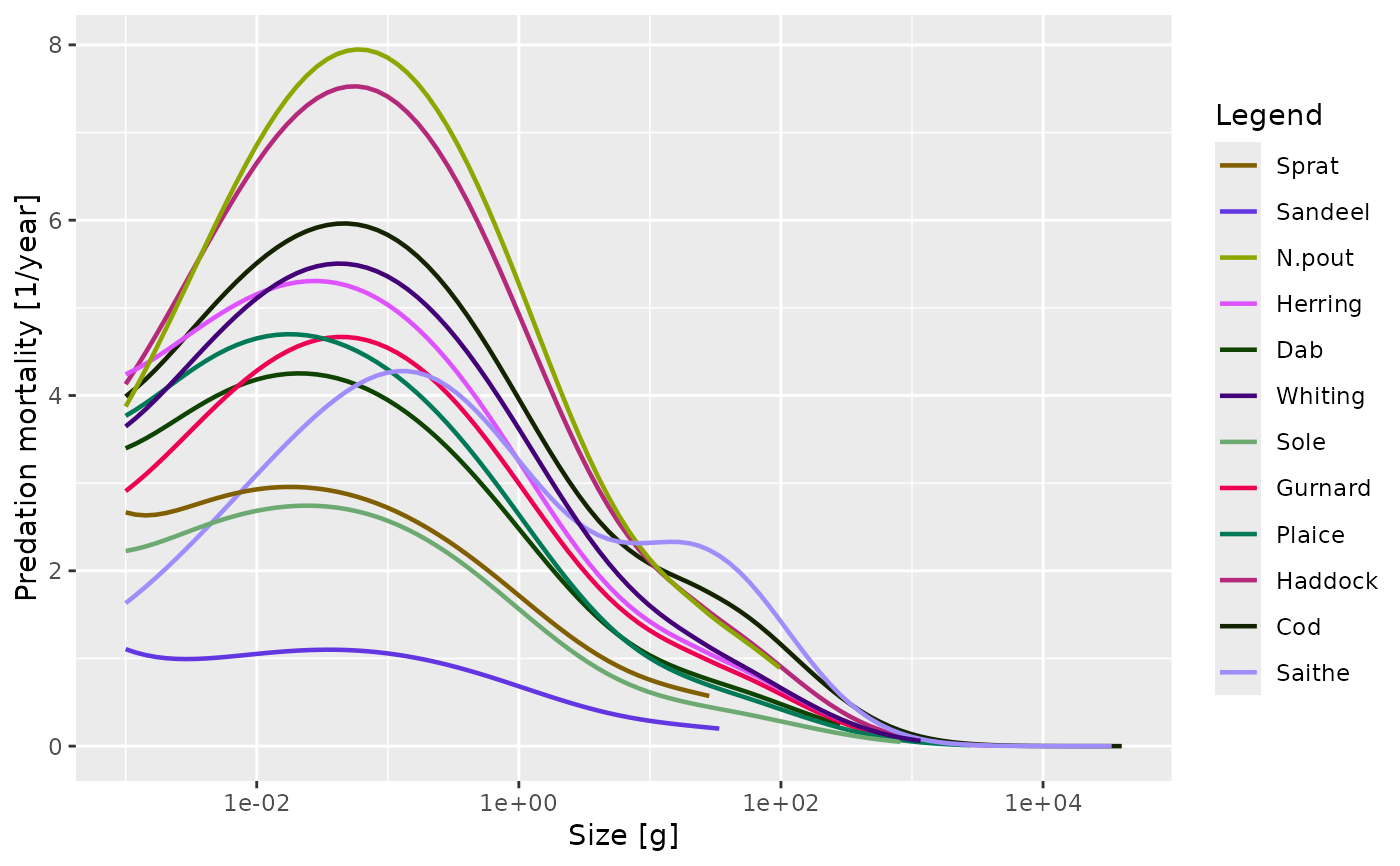 8
6
4
2
0
Predation mortality [1/year]
1e-02
1e+00
1e+02
1e+04
Size [g]
Legend
Sprat
Sandeel
N.pout
Herring
Dab
Whiting
Sole
Gurnard
Plaice
Haddock
Cod
Saithe